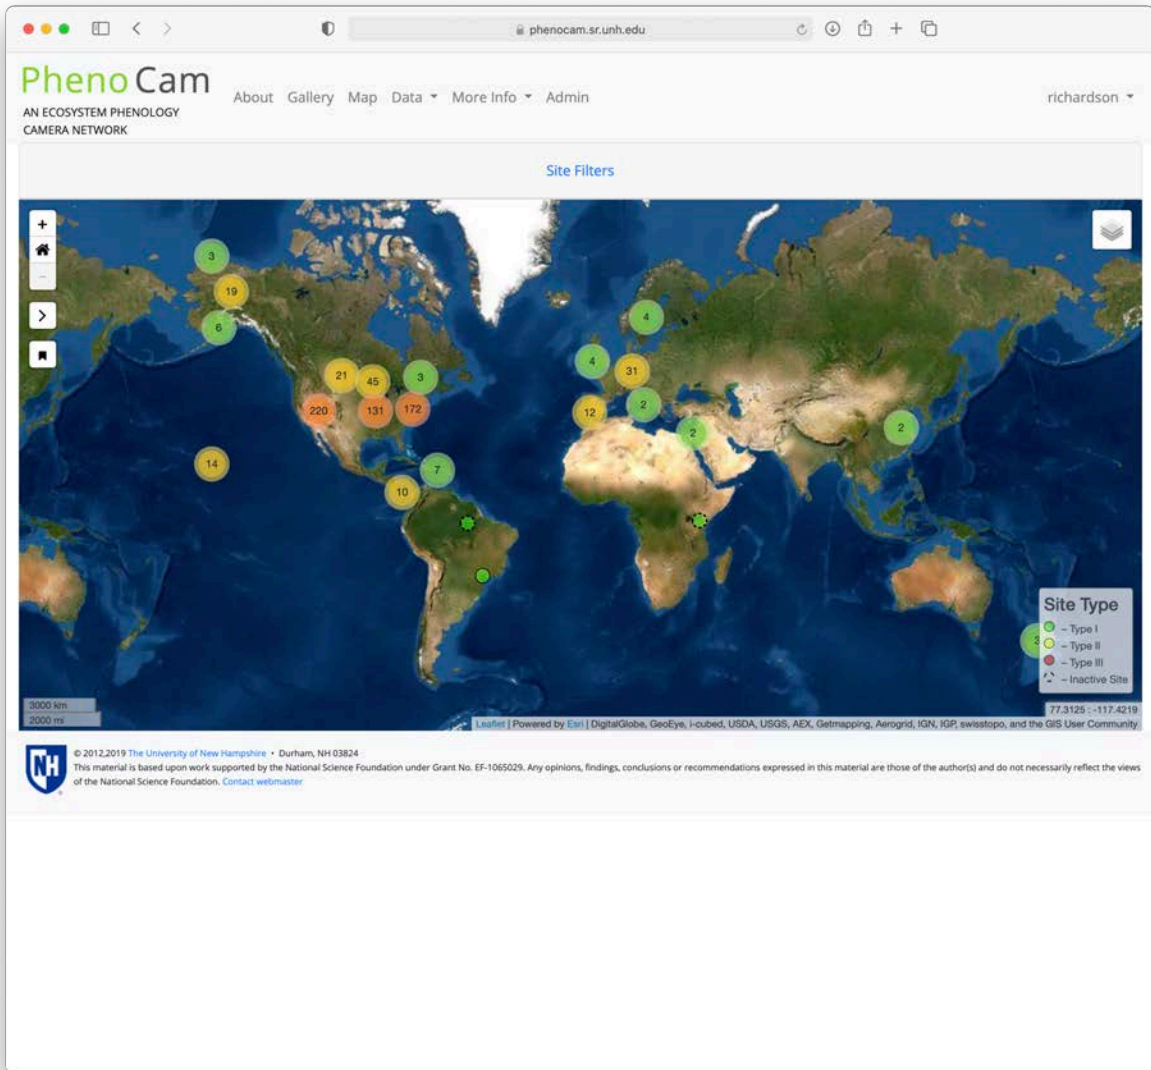 phenocam.sr.unh.edu
PhenoCam
AN ECOSYSTEM PHENOLOGY
CAMERA NETWORK
About Gallery Map Data More Info Admin
richardson
Site Filters
+
−
3
19
6
4
4
21
45
3
31
220
131
172
2
12
2
2
14
7
10
3
Site Type
– Type I
– Type II
– Type III
– Inactive Site
3000 km
2000 mi
77.3125 : -117.4219
Leaflet | Powered by Esri | DigitalGlobe, GeoEye, i-cubed, USDA, USGS, AEX, Getmapping, Aerogrid, IGN, IGP, swisstopo, and the GIS User Community
NH
© 2012,2019 The University of New Hampshire • Durham, NH 03824
This material is based upon work supported by the National Science Foundation under Grant No. EF-1065029. Any opinions, findings, conclusions or recommendations expressed in this material are those of the author(s) and do not necessarily reflect the views
of the National Science Foundation. Contact webmaster